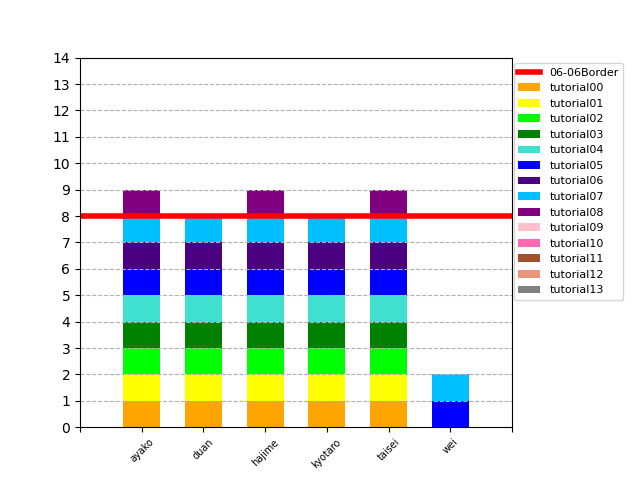 14
13
12
11
10
9
8
7
6
5
4
3
2
1
0
ayako
duan
hajime
kyotaro
taisei
wei
06-06Border
tutorial00
tutorial01
tutorial02
tutorial03
tutorial04
tutorial05
tutorial06
tutorial07
tutorial08
tutorial09
tutorial10
tutorial11
tutorial12
tutorial13